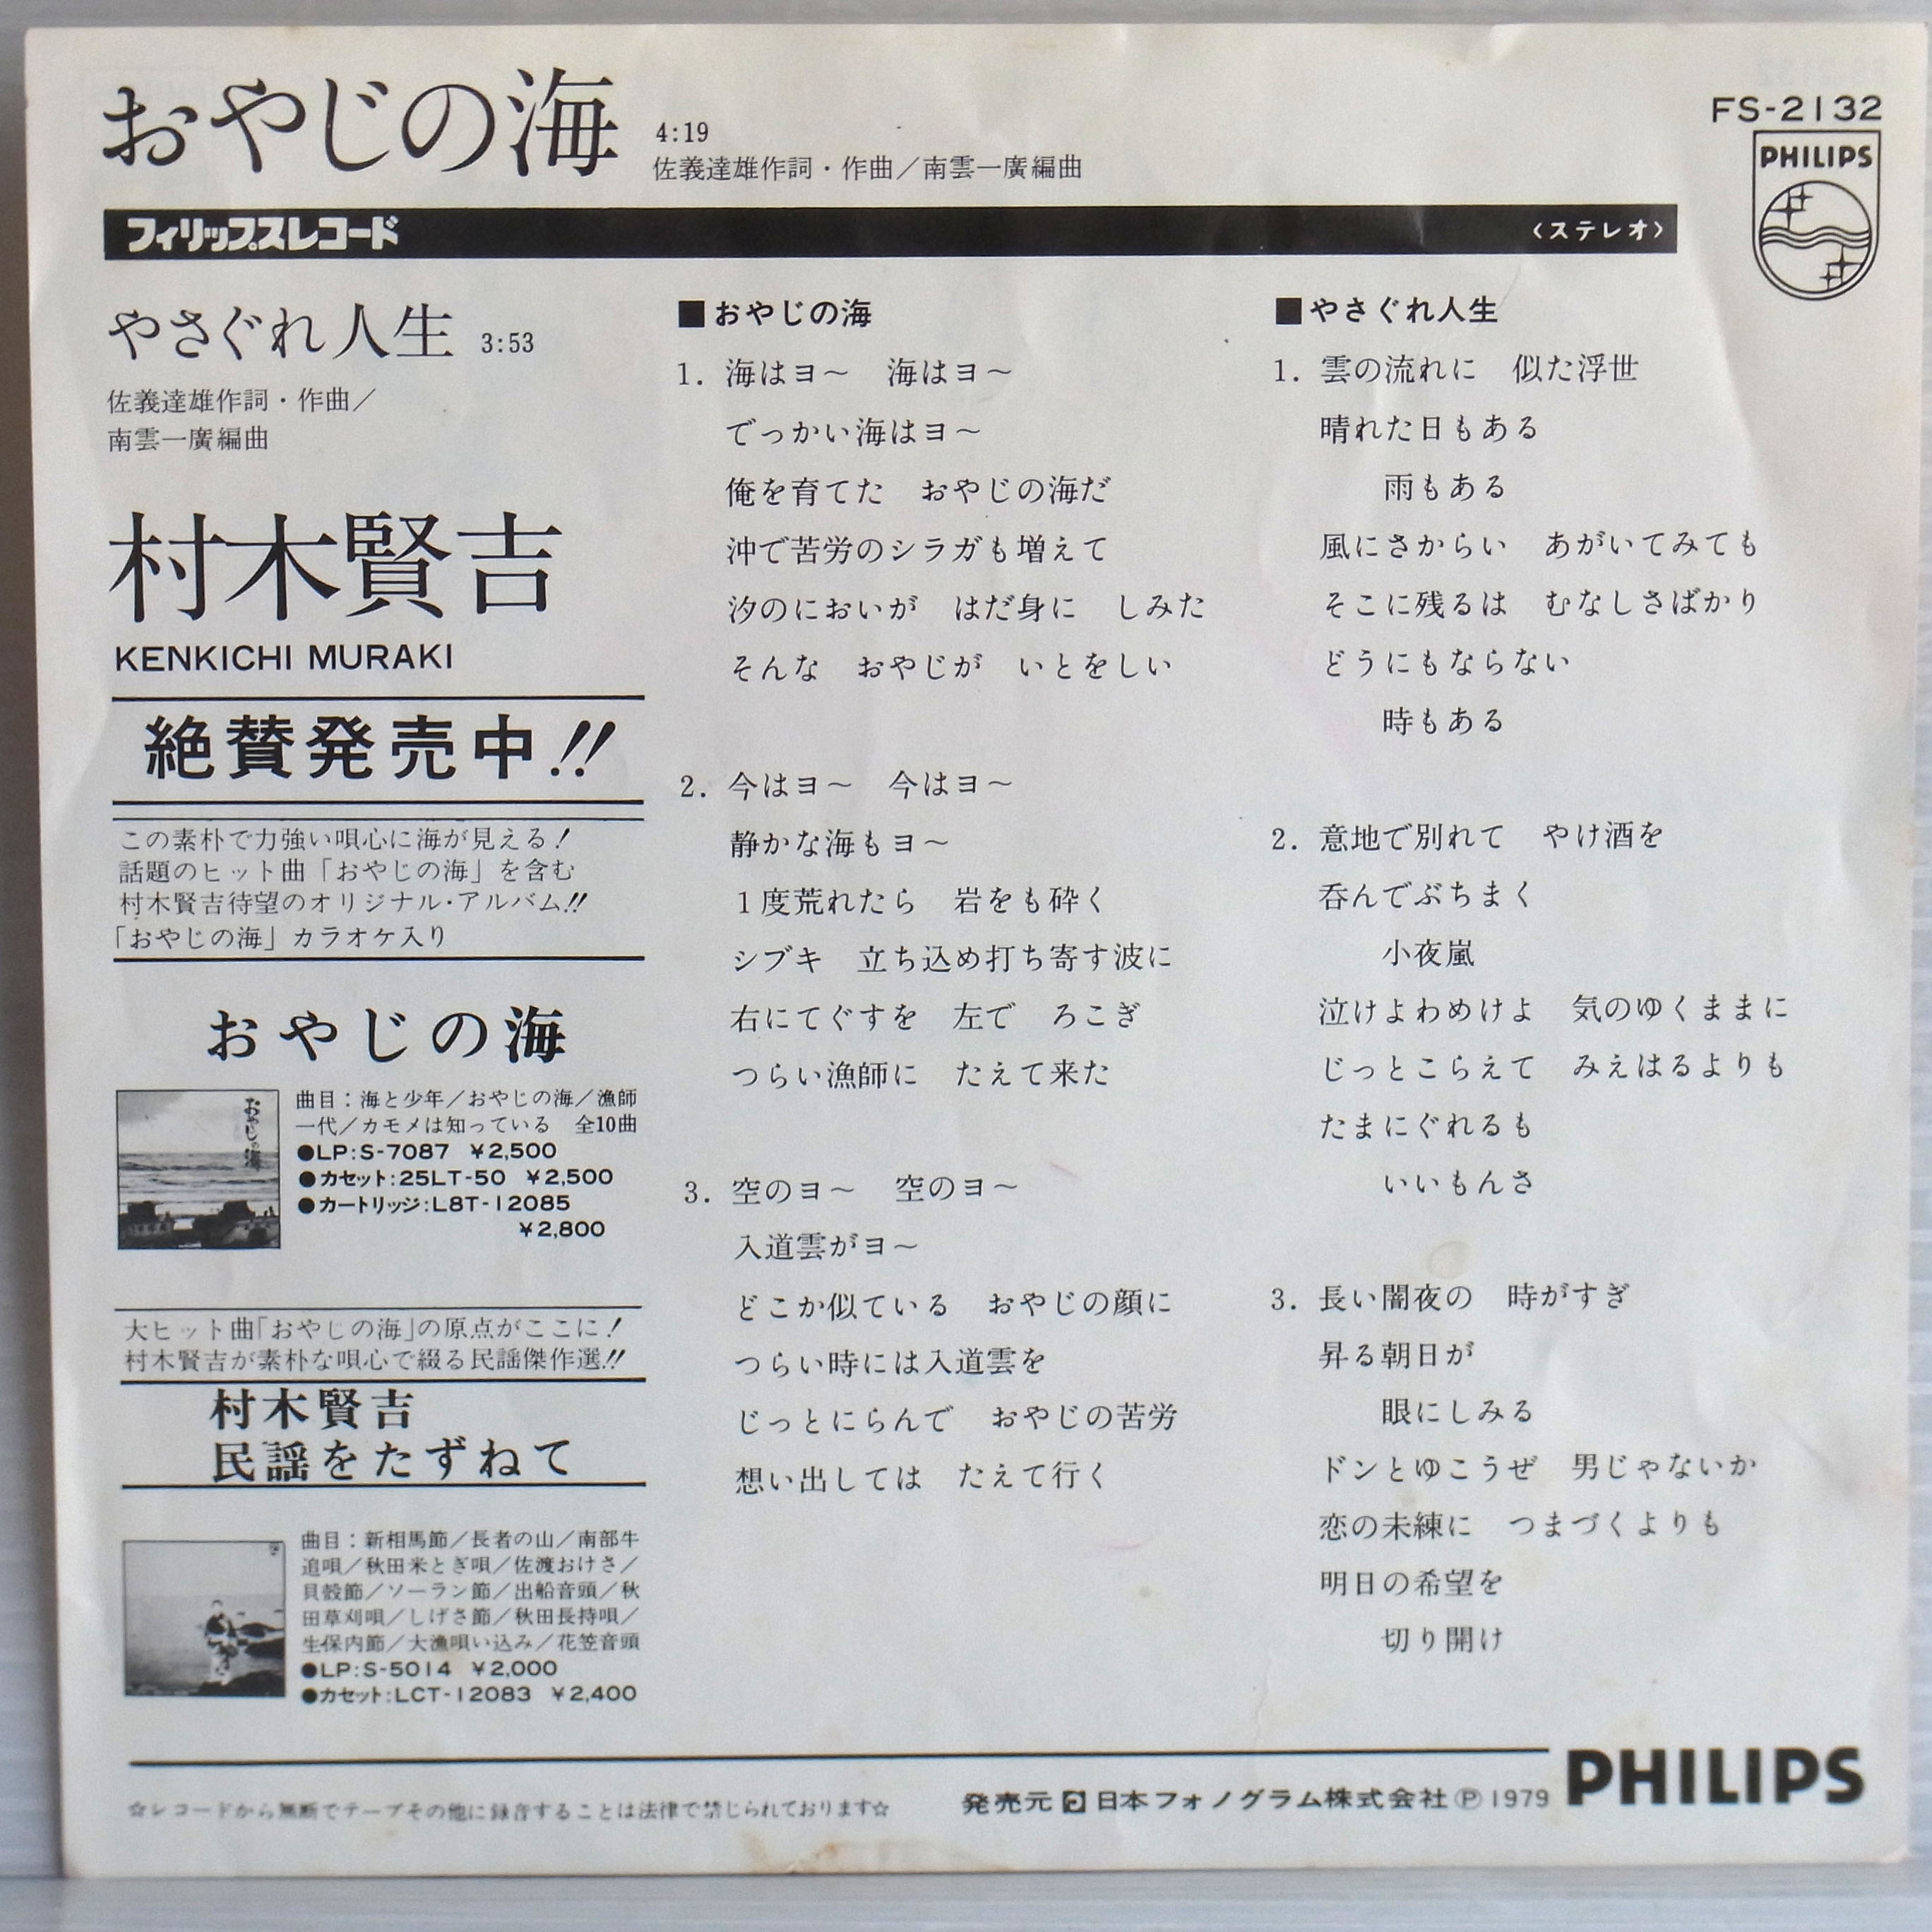 おやじの海 4:19
佐義達雄作詞・作曲／南雲一廣編曲
FS-2132
PHILIPS
フィリップスレコード 〈ステレオ〉
やさぐれ人生 3:53
佐義達雄作詞・作曲／
南雲一廣編曲
村木賢吉
KENKICHI MURAKI
絶賛発売中!!
この素朴で力強い唄心に海が見える！
話題のヒット曲「おやじの海」を含む
村木賢吉待望のオリジナル・アルバム!!
「おやじの海」カラオケ入り
おやじの海
おやじの海
曲目：海と少年／おやじの海／漁師
一代／カモメは知っている　全10曲
●LP:S-7087 ¥2,500
●カセット:25LT-50 ¥2,500
●カートリッジ:L8T-12085
¥2,800
大ヒット曲「おやじの海」の原点がここに！
村木賢吉が素朴な唄心で綴る民謡傑作選!!
村木賢吉
民謡をたずねて
曲目：新相馬節／長者の山／南部牛
追唄／秋田米とぎ唄／佐渡おけさ／
貝殻節／ソーラン節／出船音頭／秋
田草刈唄／しげさ節／秋田長持唄／
生保内節／大漁唄い込み／花笠音頭
●LP:S-5014 ¥2,000
●カセット:LCT-12083 ¥2,400
■おやじの海
1. 海はヨ～　海はヨ～
でっかい海はヨ～
俺を育てた　おやじの海だ
沖で苦労のシラガも増えて
汐のにおいが　はだ身に　しみた
そんな　おやじが　いとをしい
2. 今はヨ～　今はヨ～
静かな海もヨ～
1度荒れたら　岩をも砕く
シブキ　立ち込め打ち寄す波に
右にてぐすを　左で　ろこぎ
つらい漁師に　たえて来た
3. 空のヨ～　空のヨ～
入道雲がヨ～
どこか似ている　おやじの顔に
つらい時には入道雲を
じっとにらんで　おやじの苦労
想い出しては　たえて行く
■やさぐれ人生
1. 雲の流れに　似た浮世
晴れた日もある
雨もある
風にさからい　あがいてみても
そこに残るは　むなしさばかり
どうにもならない
時もある
2. 意地で別れて　やけ酒を
呑んでぶちまく
小夜嵐
泣けよわめけよ　気のゆくままに
じっとこらえて　みえはるよりも
たまにぐれるも
いいもんさ
3. 長い闇夜の　時がすぎ
昇る朝日が
眼にしみる
ドンとゆこうぜ　男じゃないか
恋の未練に　つまづくよりも
明日の希望を
切り開け
☆レコードから無断でテープその他に録音することは法律で禁じられております☆
発売元 日本フォノグラム株式会社 Ⓟ1979 PHILIPS